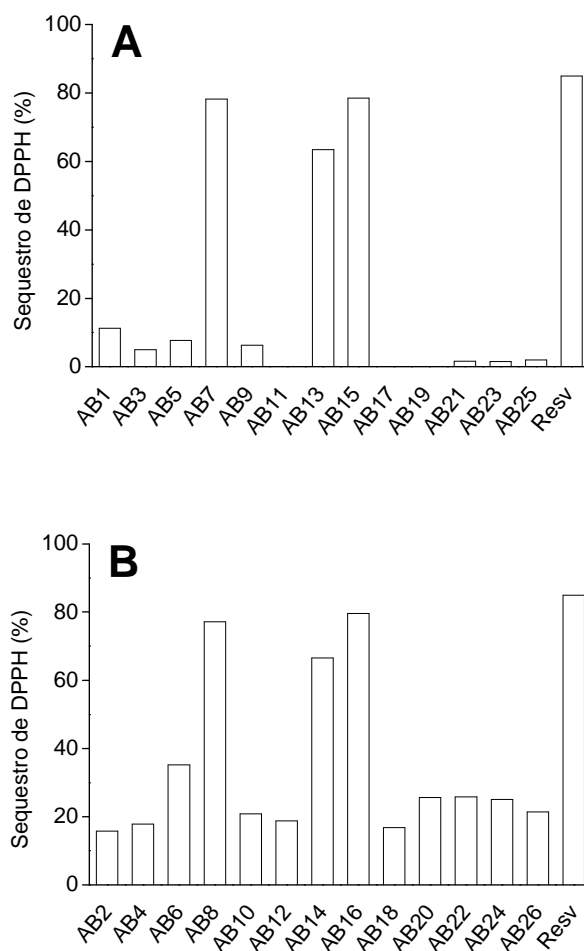 A
Sequestro de DPPH (%)
100
80
60
40
20
0
AB1 AB3 AB5 AB7 AB9 AB11 AB13 AB15 AB17 AB19 AB21 AB23 AB25 Resv
B
Sequestro de DPPH (%)
100
80
60
40
20
0
AB2 AB4 AB6 AB8 AB10 AB12 AB14 AB16 AB18 AB20 AB22 AB24 AB26 Resv